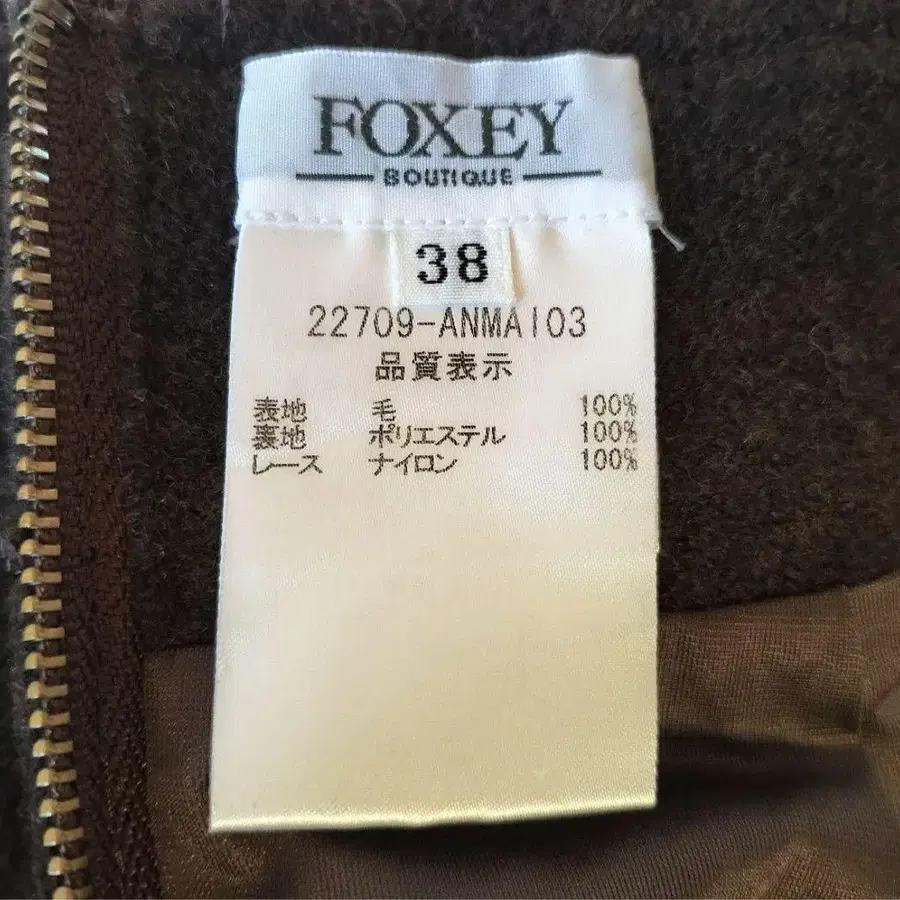 FOXEY
BOUTIQUE
38
22709-ANMAI03
品質表示
表地 毛 100%
裏地 ポリエステル 100%
レース ナイロン 100%